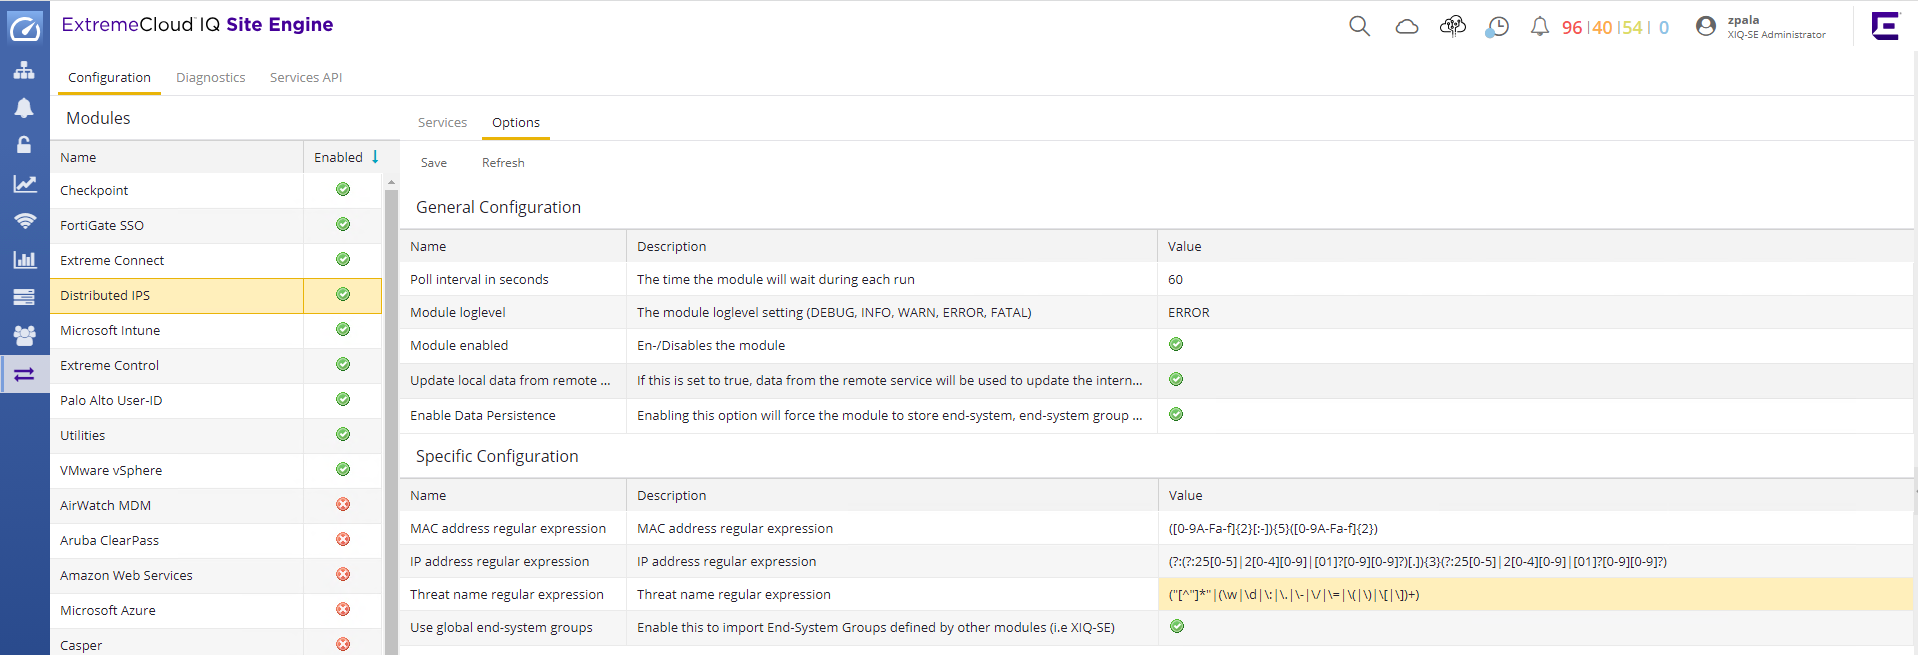 ExtremeCloud™ IQ Site Engine
96 | 40 | 54 | 0
zpala
XIQ-SE Administrator
Configuration Diagnostics Services API
Modules
Name Enabled
Checkpoint
FortiGate SSO
Extreme Connect
Distributed IPS
Microsoft Intune
Extreme Control
Palo Alto User-ID
Utilities
VMware vSphere
AirWatch MDM
Aruba ClearPass
Amazon Web Services
Microsoft Azure
Casper
Services Options
Save Refresh
General Configuration
Name Description Value
Poll interval in seconds The time the module will wait during each run 60
Module loglevel The module loglevel setting (DEBUG, INFO, WARN, ERROR, FATAL) ERROR
Module enabled En-/Disables the module
Update local data from remote ... If this is set to true, data from the remote service will be used to update the intern...
Enable Data Persistence Enabling this option will force the module to store end-system, end-system group ...
Specific Configuration
Name Description Value
MAC address regular expression MAC address regular expression ([0-9A-Fa-f]{2}[:-]){5}([0-9A-Fa-f]{2})
IP address regular expression IP address regular expression (?:(?:25[0-5]|2[0-4][0-9]|[01]?[0-9][0-9]?)[.]){3}(?:25[0-5]|2[0-4][0-9]|[01]?[0-9][0-9]?)
Threat name regular expression Threat name regular expression ("[^"]*"|(\w|\d|\:|\.|\-|\/|\=|\(|\)|\[|\])+)
Use global end-system groups Enable this to import End-System Groups defined by other modules (i.e XIQ-SE)